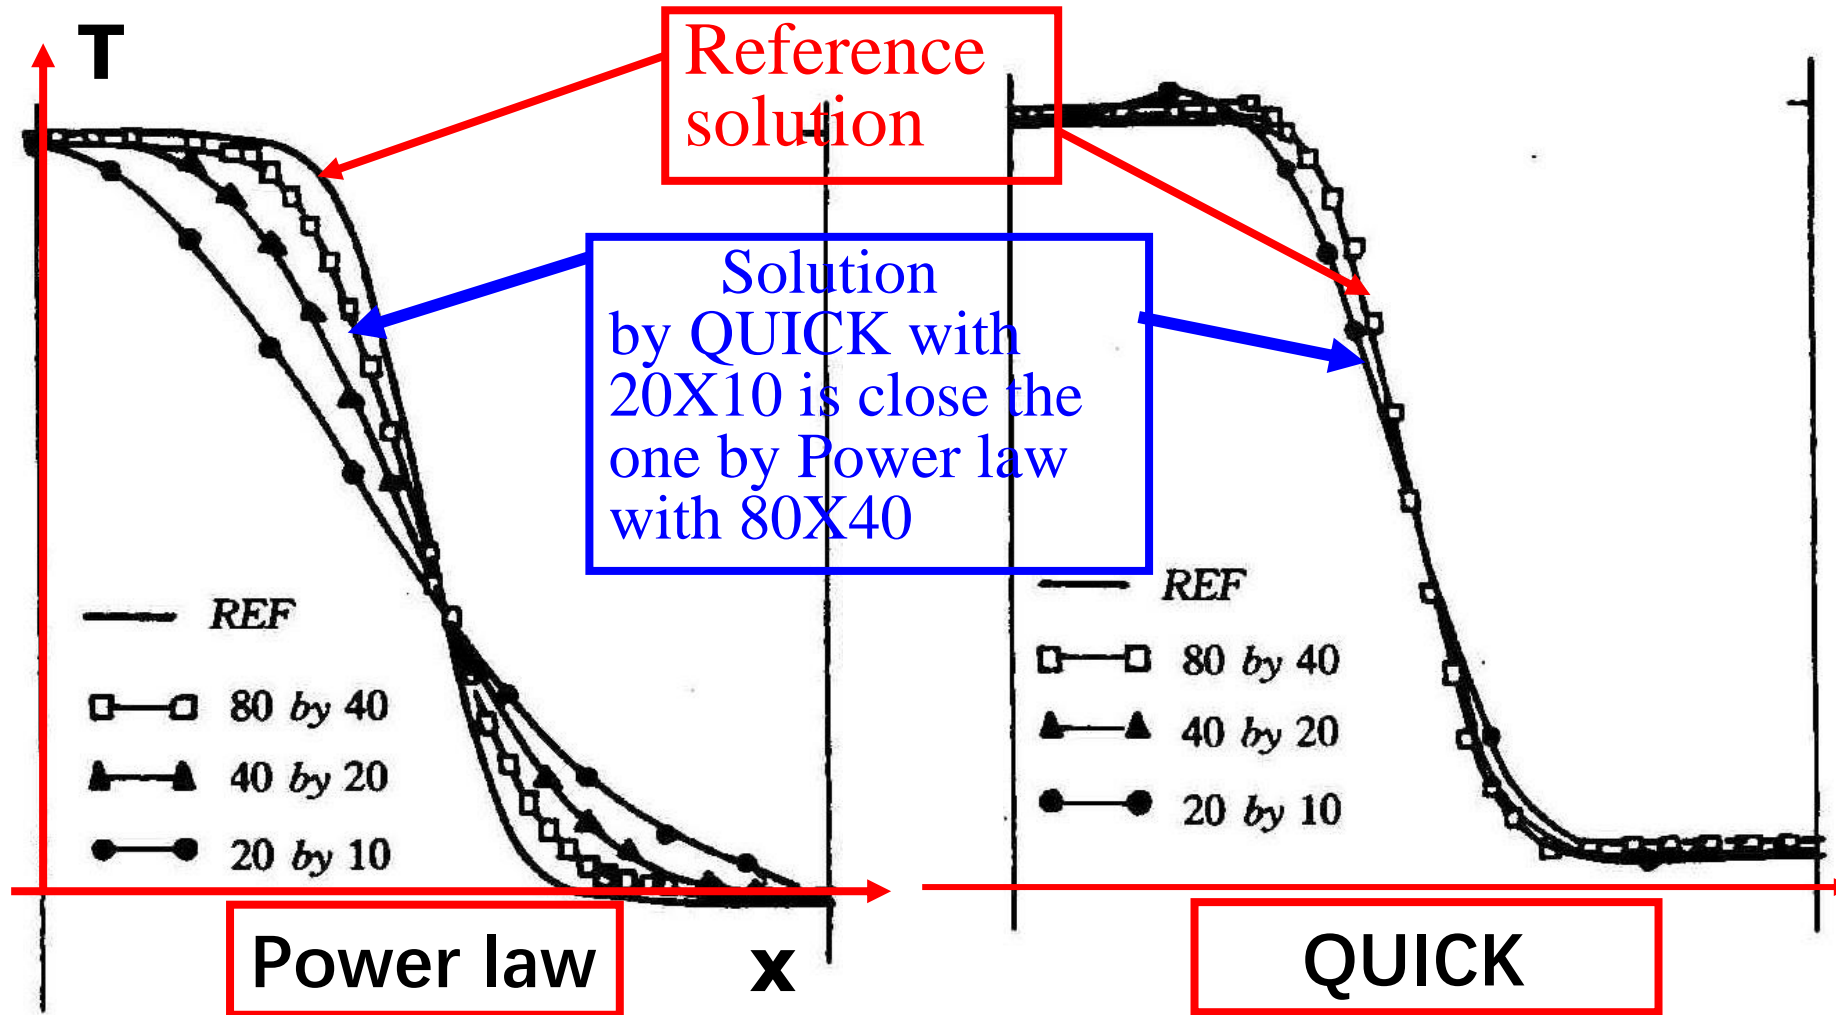 T
Reference
solution
Solution
by QUICK with
20X10 is close the
one by Power law
with 80X40
REF
80 by 40
40 by 20
20 by 10
REF
80 by 40
40 by 20
20 by 10
Power law
x
QUICK